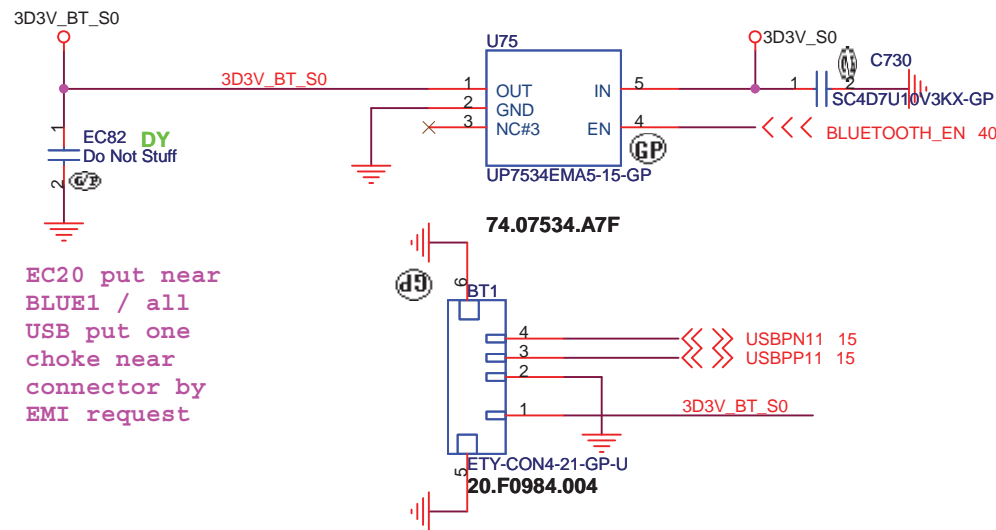 3D3V_BT_S0
3D3V_BT_S0
U75
1
OUT
IN
5
2
GND
3
NC#3
EN
4
GP
UP7534EMA5-15-GP
74.07534.A7F
3D3V_S0
C730
1
2
SC4D7U10V3KX-GP
BLUETOOTH_EN 40
1
EC82 DY
Do Not Stuff
2
G/P
EC20 put near
BLUE1 / all
USB put one
choke near
connector by
EMI request
GP
6
BT1
4
USBPN11 15
3
USBPP11 15
2
1
3D3V_BT_S0
5
ETY-CON4-21-GP-U
20.F0984.004